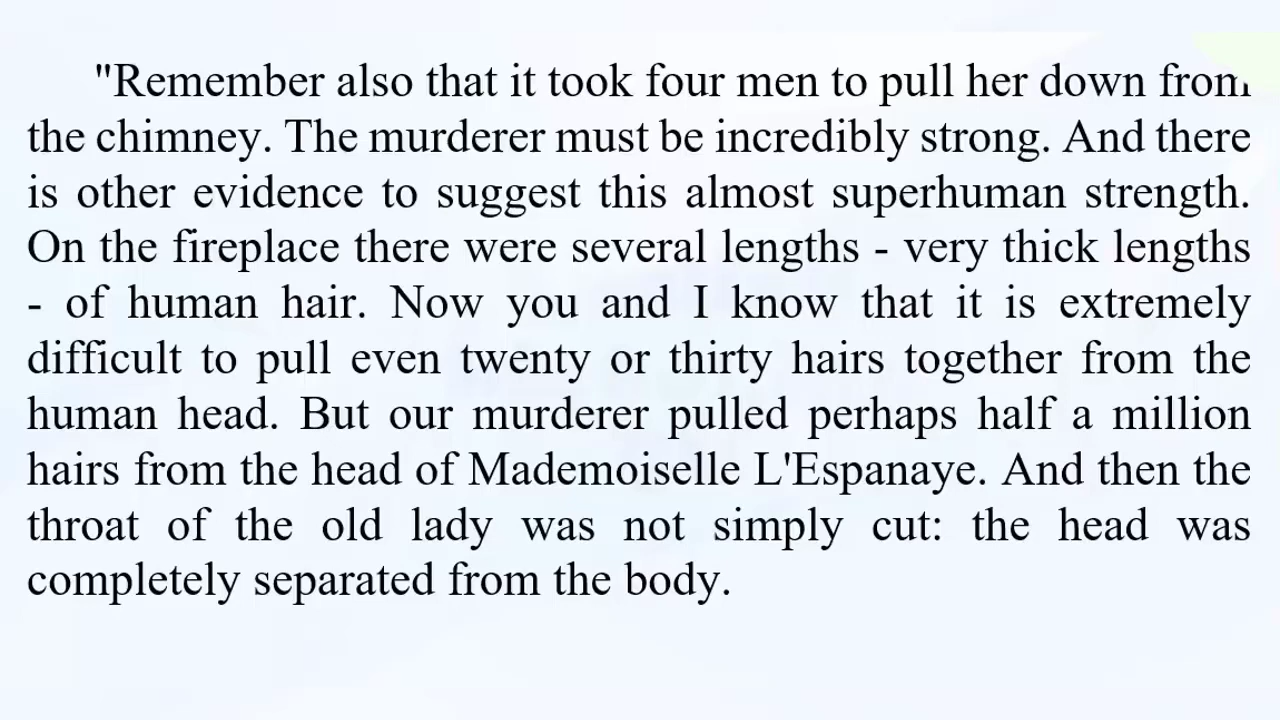 "Remember also that it took four men to pull her down from
the chimney. The murderer must be incredibly strong. And there
is other evidence to suggest this almost superhuman strength.
On the fireplace there were several lengths - very thick lengths
- of human hair. Now you and I know that it is extremely
difficult to pull even twenty or thirty hairs together from the
human head. But our murderer pulled perhaps half a million
hairs from the head of Mademoiselle L'Espanaye. And then the
throat of the old lady was not simply cut: the head was
completely separated from the body.